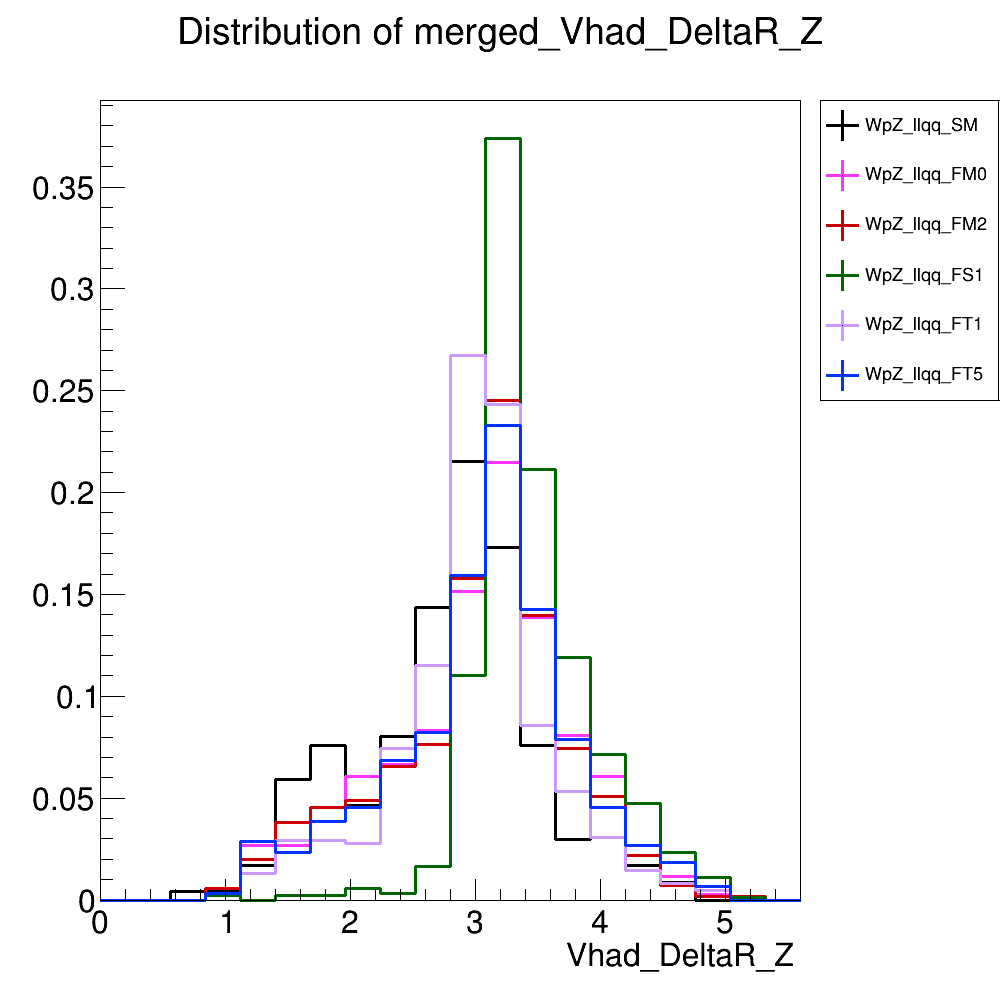 Distribution of merged_Vhad_DeltaR_Z
WpZ_llqq_SM
WpZ_llqq_FM0
WpZ_llqq_FM2
WpZ_llqq_FS1
WpZ_llqq_FT1
WpZ_llqq_FT5
0.35
0.3
0.25
0.2
0.15
0.1
0.05
0
0 1 2 3 4 5
Vhad_DeltaR_Z